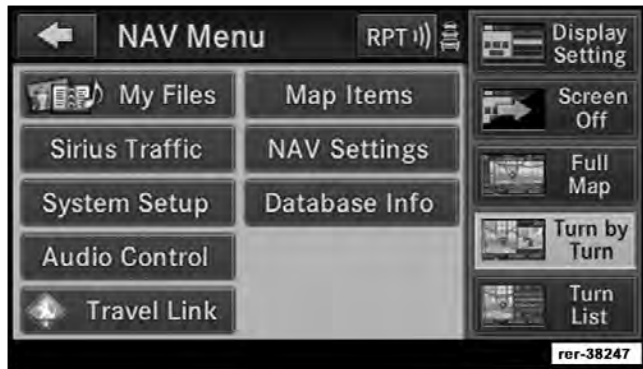 NAV Menu
RPT
My Files
Map Items
Sirius Traffic
NAV Settings
System Setup
Database Info
Audio Control
Travel Link
Display
Setting
Screen
Off
Full
Map
Turn by
Turn
Turn
List
rer-38247